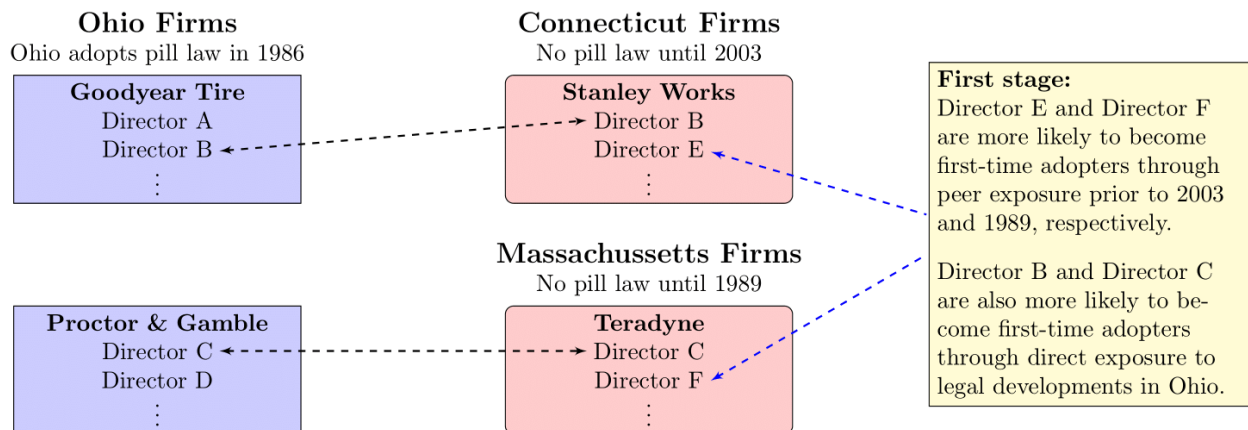 Ohio Firms
Ohio adopts pill law in 1986
Goodyear Tire
Director A
Director B
⋮
Proctor & Gamble
Director C
Director D
⋮
Connecticut Firms
No pill law until 2003
Stanley Works
Director B
Director E
⋮
Massachussetts Firms
No pill law until 1989
Teradyne
Director C
Director F
⋮
First stage:
Director E and Director F
are more likely to become
first-time adopters through
peer exposure prior to 2003
and 1989, respectively.
Director B and Director C
are also more likely to be-
come first-time adopters
through direct exposure to
legal developments in Ohio.